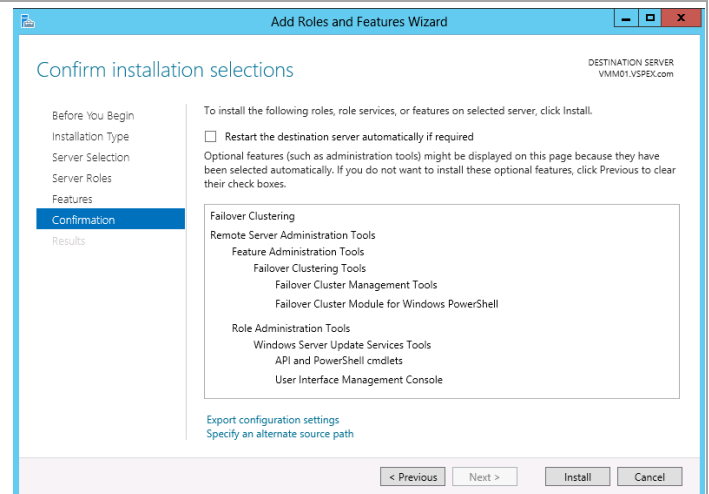 Add Roles and Features Wizard
Confirm installation selections
DESTINATION SERVER
VMM01.VSPEX.com
Before You Begin
Installation Type
Server Selection
Server Roles
Features
Confirmation
Results
To install the following roles, role services, or features on selected server, click Install.
Restart the destination server automatically if required
Optional features (such as administration tools) might be displayed on this page because they have
been selected automatically. If you do not want to install these optional features, click Previous to clear
their check boxes.
Failover Clustering
Remote Server Administration Tools
Feature Administration Tools
Failover Clustering Tools
Failover Cluster Management Tools
Failover Cluster Module for Windows PowerShell
Role Administration Tools
Windows Server Update Services Tools
API and PowerShell cmdlets
User Interface Management Console
Export configuration settings
Specify an alternate source path
< Previous
Next >
Install
Cancel